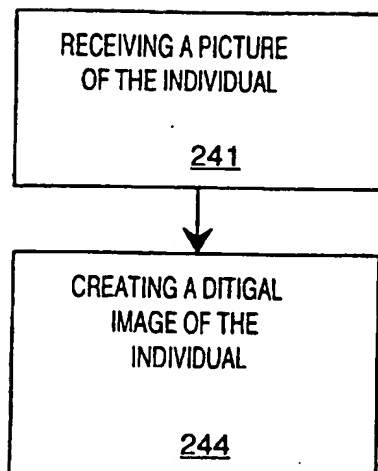 RECEIVING A PICTURE
OF THE INDIVIDUAL
241
CREATING A DITIGAL
IMAGE OF THE
INDIVIDUAL
244